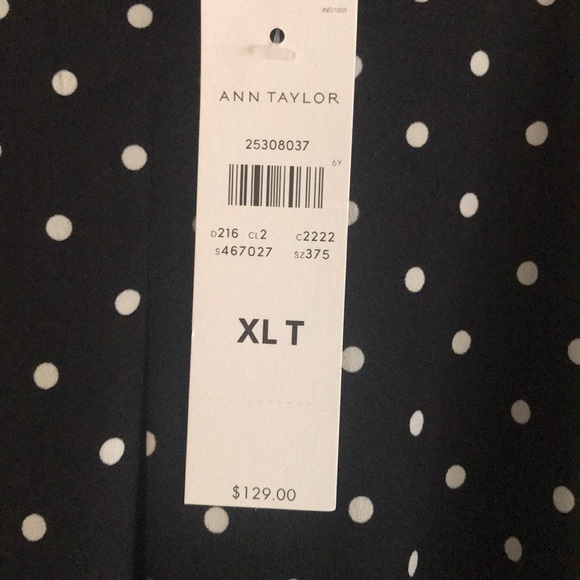 IND1005
ANN TAYLOR
25308037
6Y
D216 CL2 C2222
S467027 SZ375
XL T
$129.00